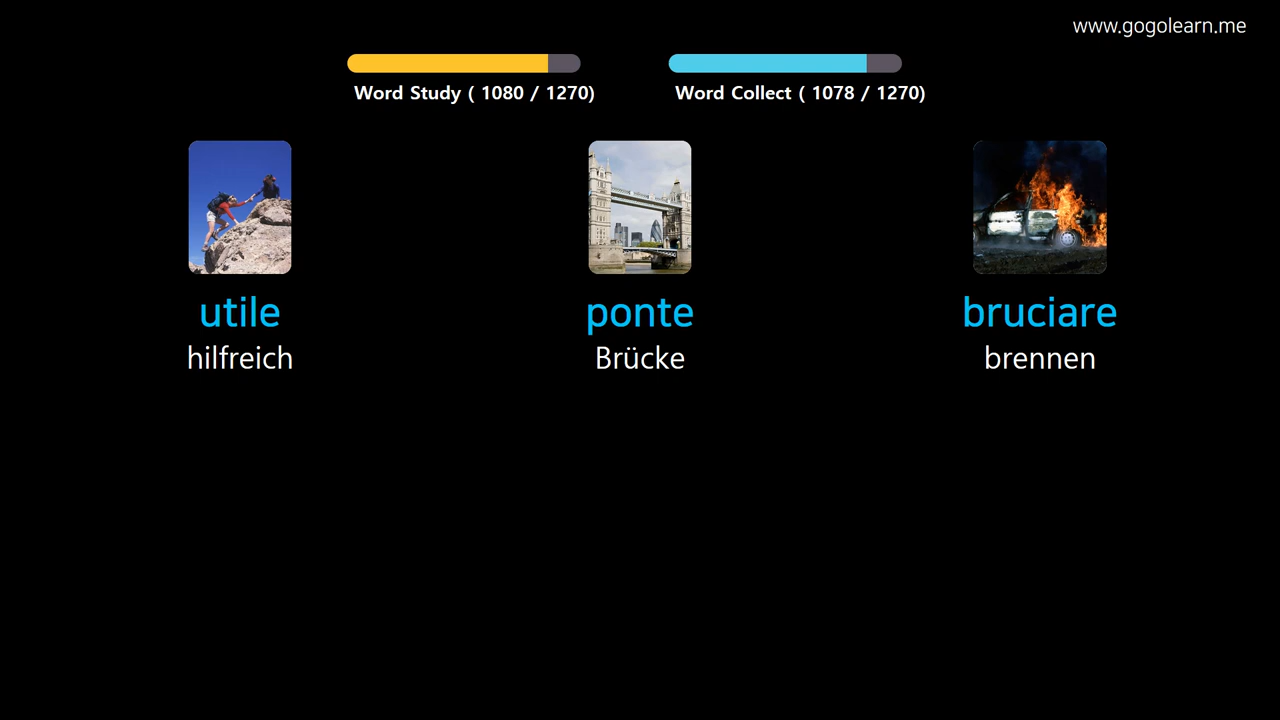 www.gogolearn.me
Word Study ( 1080 / 1270)
Word Collect ( 1078 / 1270)
utile
ponte
bruciare
hilfreich
Brücke
brennen